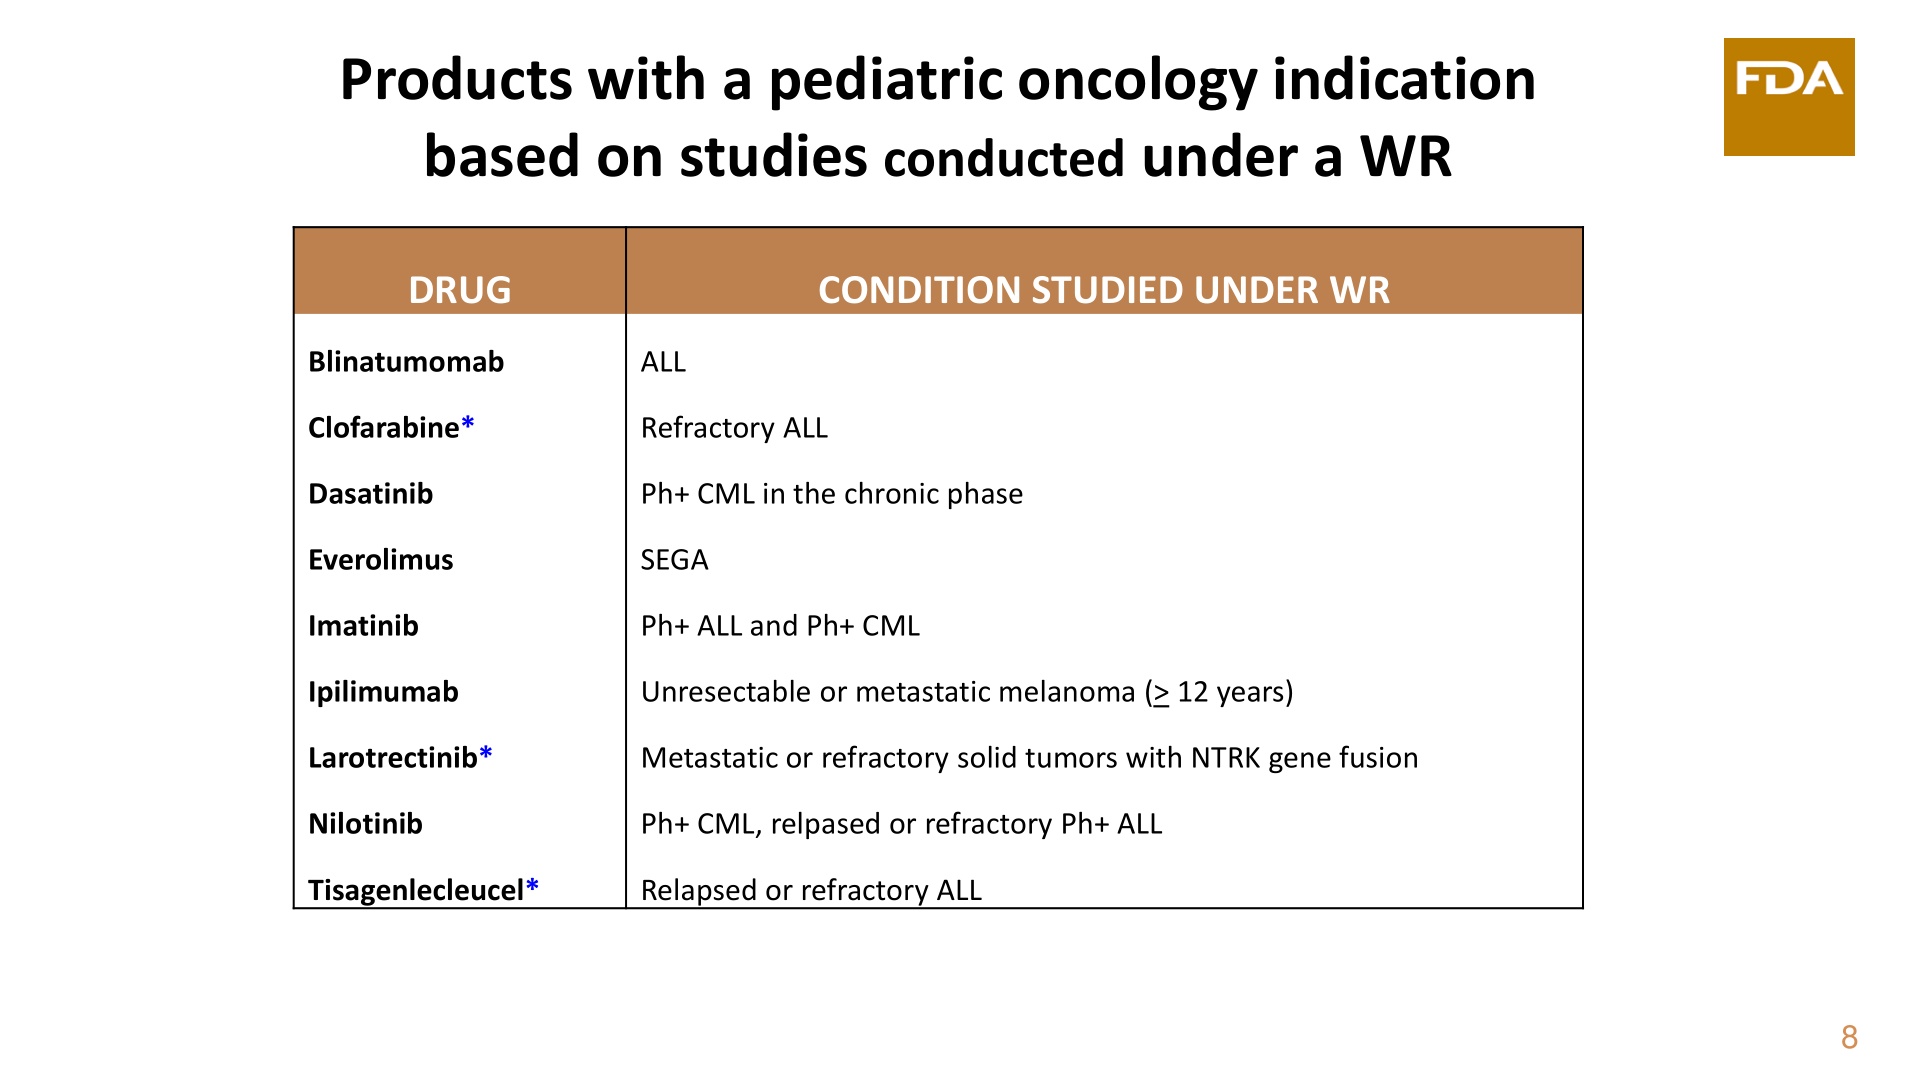 Products with a pediatric oncology indication
based on studies conducted under a WR
FDA
DRUG
CONDITION STUDIED UNDER WR
Blinatumomab
ALL
Clofarabine*
Refractory ALL
Dasatinib
Ph+ CML in the chronic phase
Everolimus
SEGA
Imatinib
Ph+ ALL and Ph+ CML
Ipilimumab
Unresectable or metastatic melanoma (≥ 12 years)
Larotrectinib*
Metastatic or refractory solid tumors with NTRK gene fusion
Nilotinib
Ph+ CML, relpased or refractory Ph+ ALL
Tisagenlecleucel*
Relapsed or refractory ALL
8